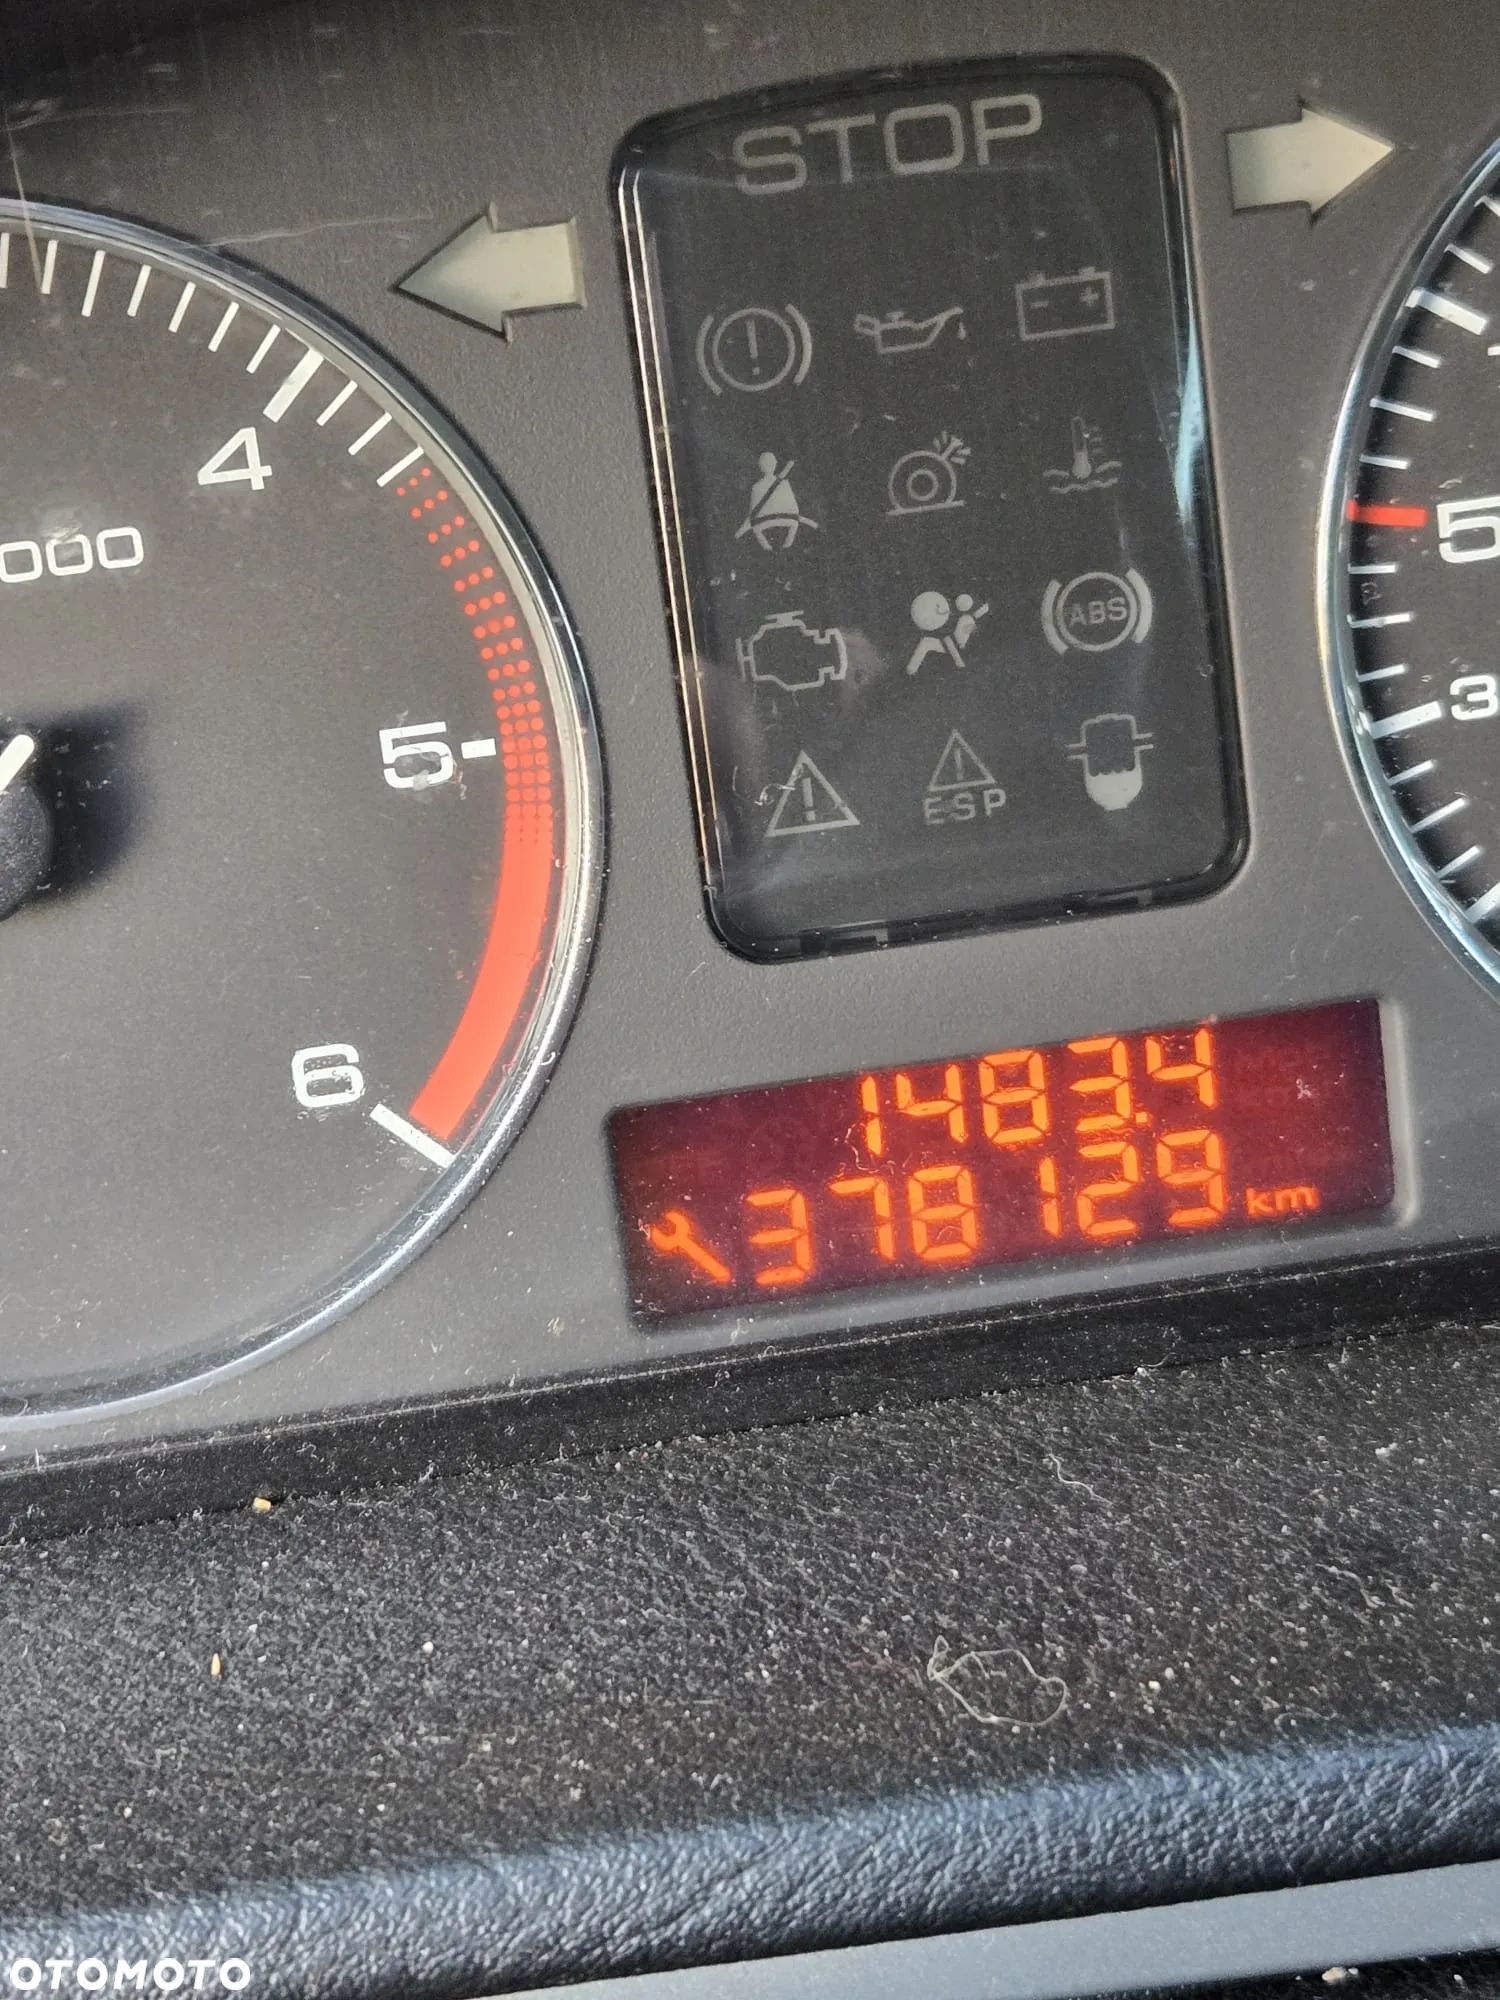 STOP
- +
4
000
5
5
ABS
3
ESP
6
1483.4
378129 km
OTOMOTO